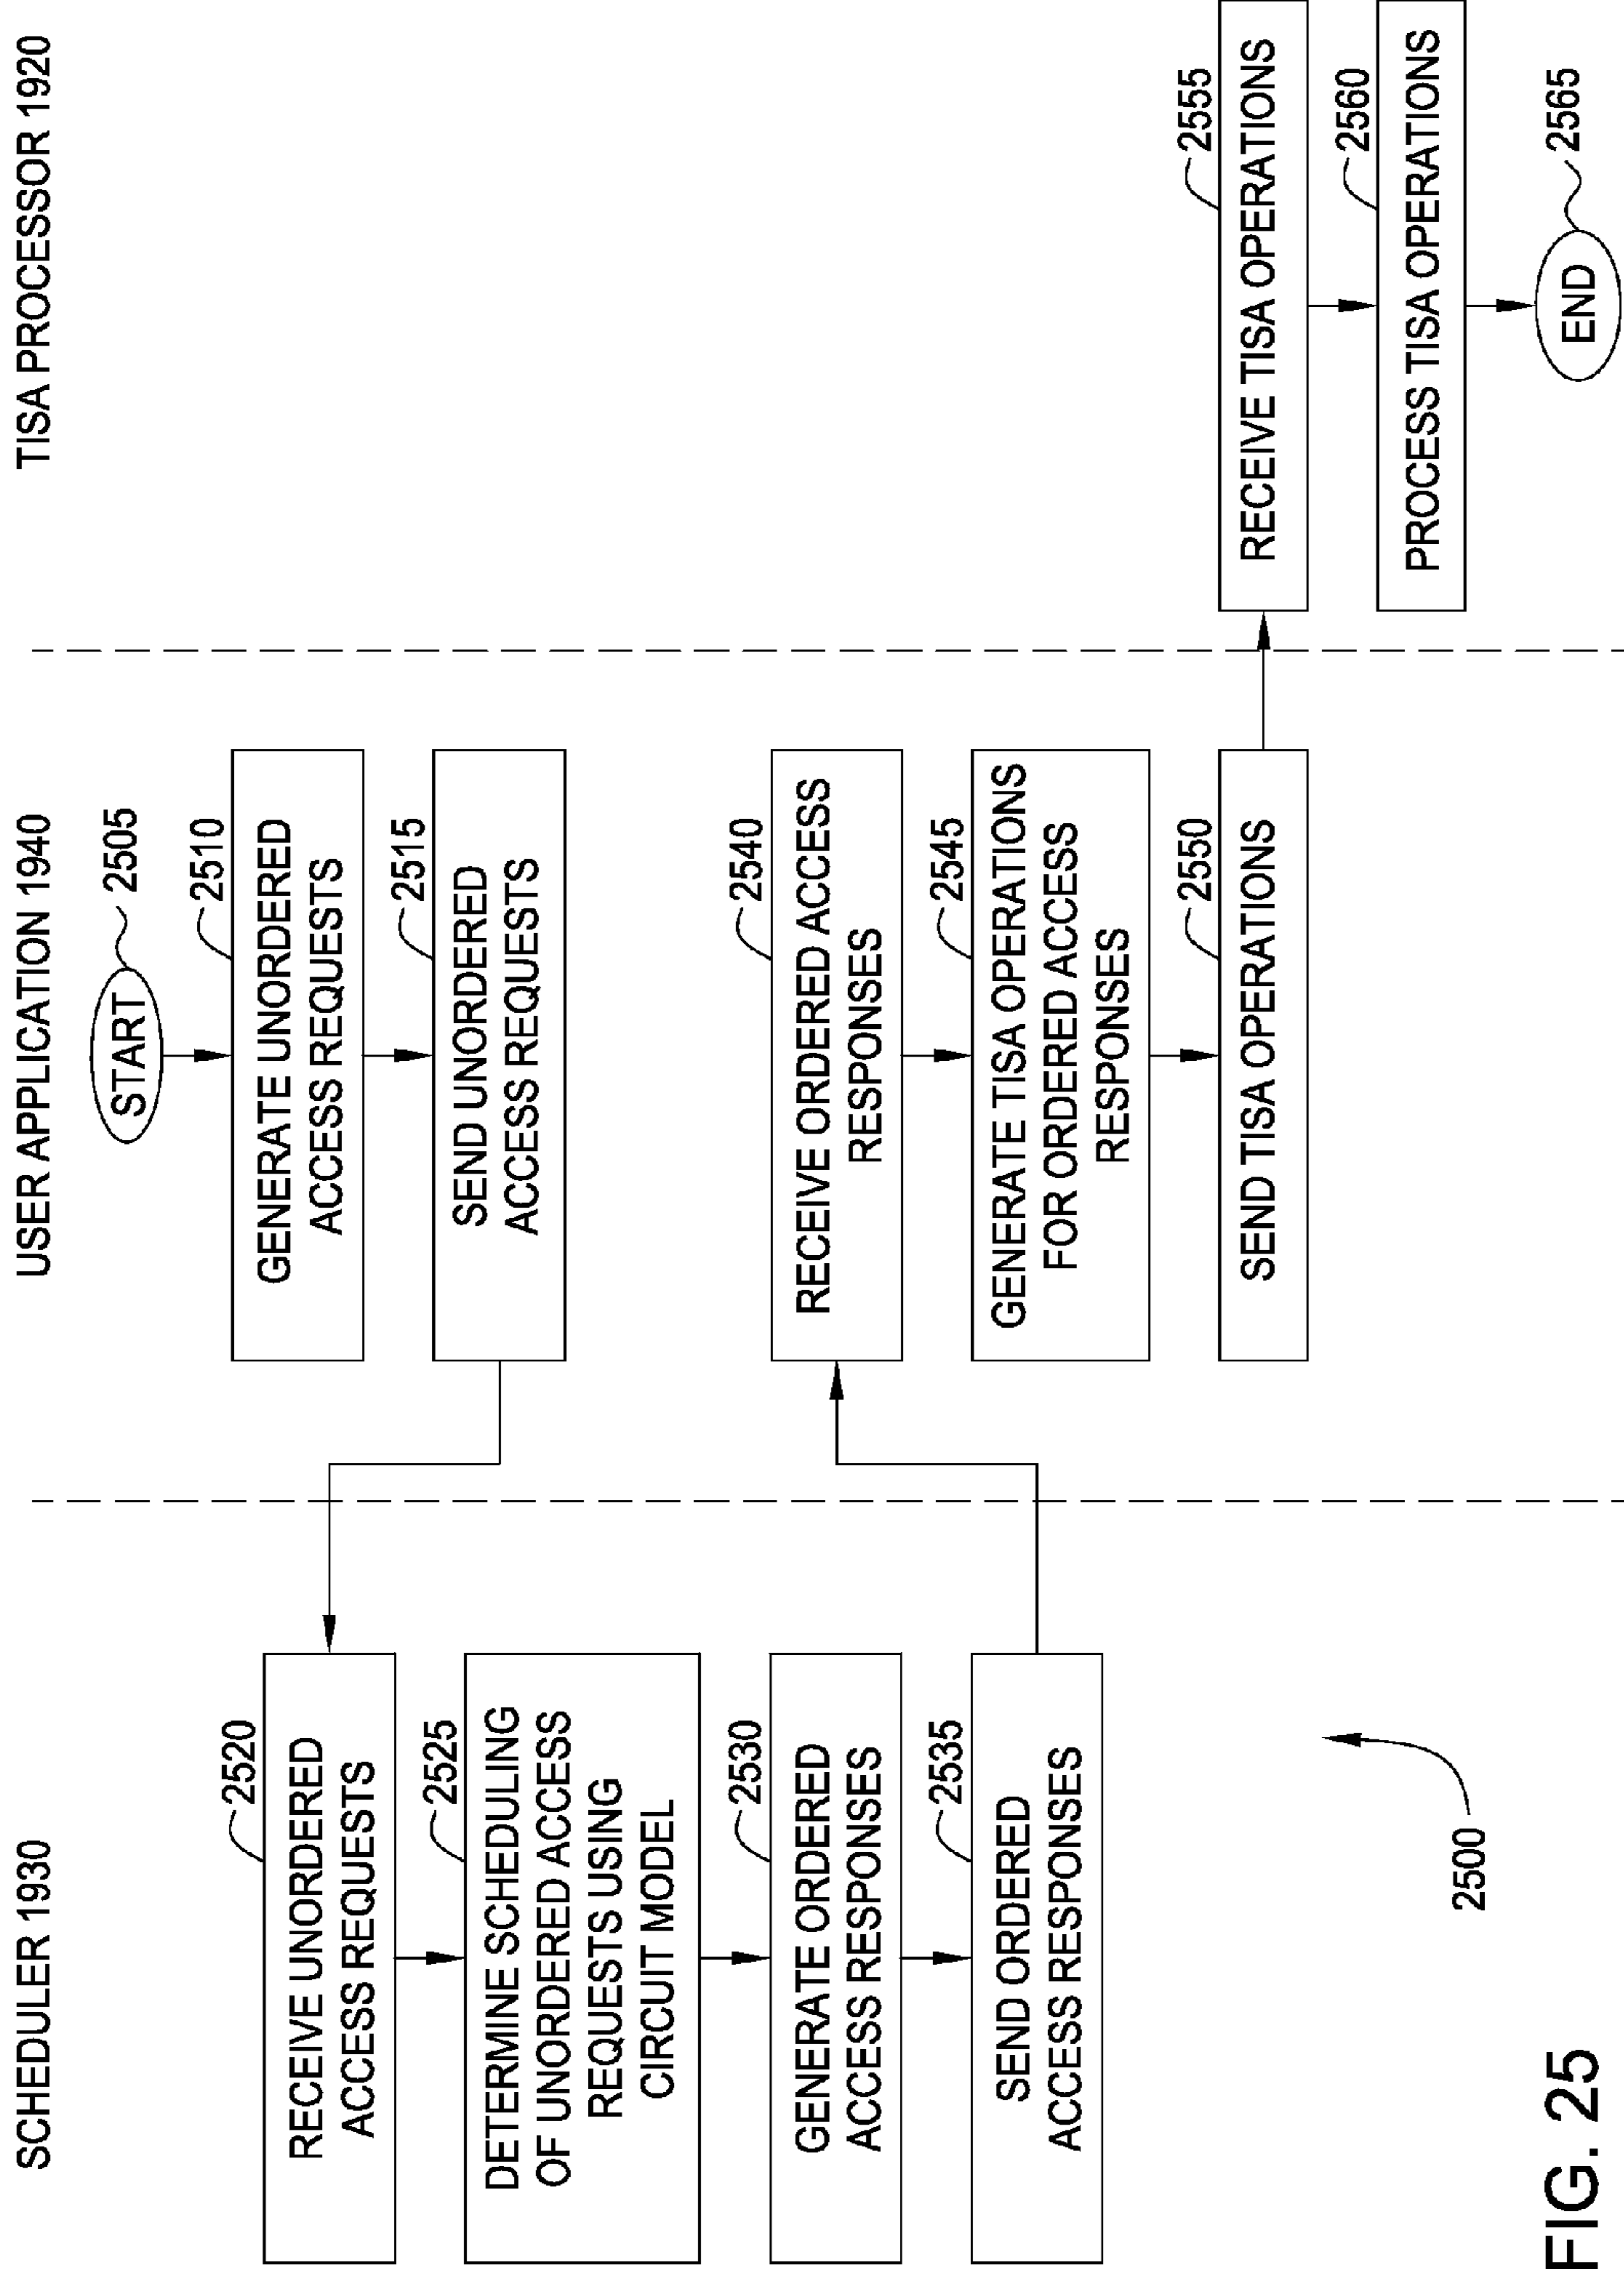 SCHEDULER 1930
USER APPLICATION 1940
TISA PROCESSOR 1920
START
2505
2510
GENERATE UNORDERED
ACCESS REQUESTS
2515
SEND UNORDERED
ACCESS REQUESTS
2520
RECEIVE UNORDERED
ACCESS REQUESTS
2525
DETERMINE SCHEDULING
OF UNORDERED ACCESS
REQUESTS USING
CIRCUIT MODEL
2530
GENERATE ORDERED
ACCESS RESPONSES
2535
SEND ORDERED
ACCESS RESPONSES
2540
RECEIVE ORDERED ACCESS
RESPONSES
2545
GENERATE TISA OPERATIONS
FOR ORDERED ACCESS
RESPONSES
2550
SEND TISA OPERATIONS
2555
RECEIVE TISA OPERATIONS
2560
PROCESS TISA OPERATIONS
END
2565
2500
FIG. 25